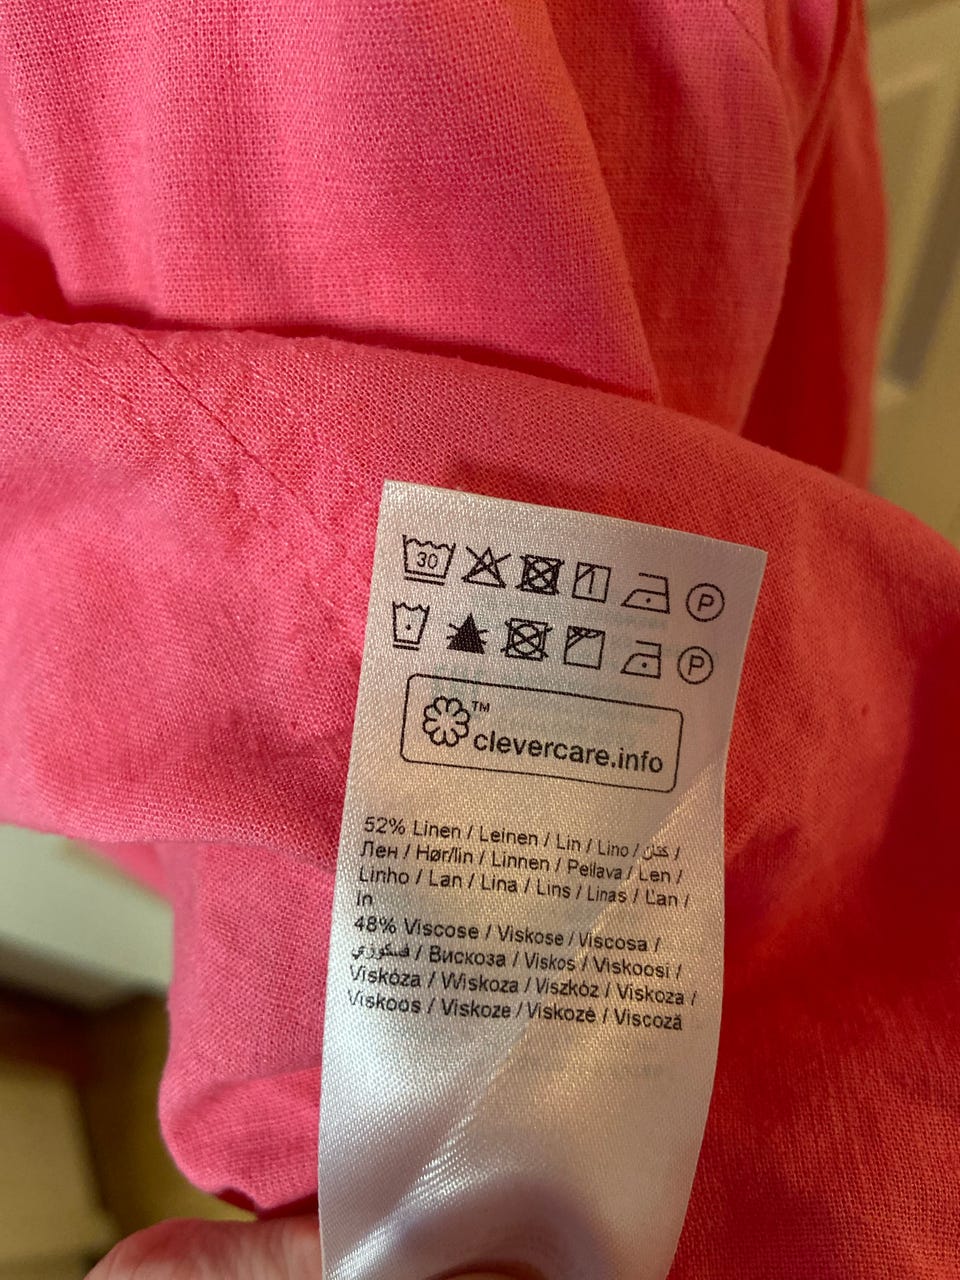 30 P
P
TM
clevercare.info
52% Linen / Leinen / Lin / Lino / كتان /
Лен / Hør/lin / Linnen / Pellava / Len /
Linho / Lan / Lina / Lins / Linas / Ľan /
In
48% Viscose / Viskose / Viscosa /
فسكوزي / Вискоза / Viskos / Viskoosi /
Viskóza / Wiskoza / Viszkóz / Viskoza /
Viskoos / Viskoze / Viskozė / Viscoză